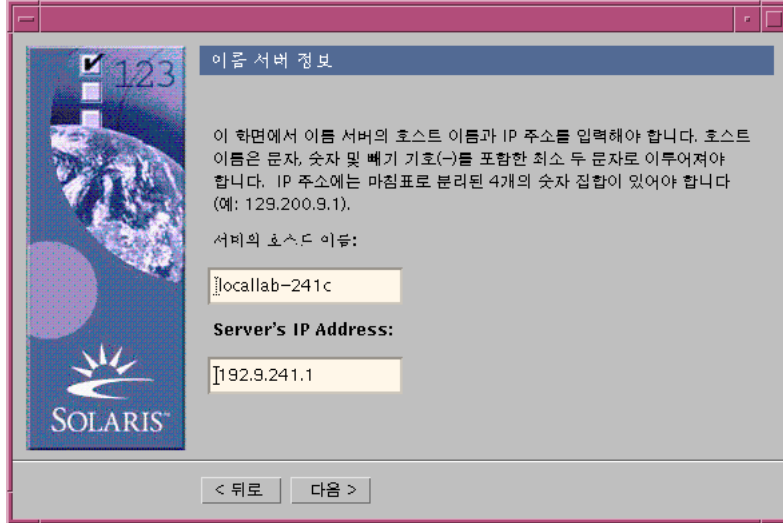 123
이름 서버 정보
이 화면에서 이름 서버의 호스트 이름과 IP 주소를 입력해야 합니다. 호스트
이름은 문자, 숫자 및 빼기 기호(-)를 포함한 최소 두 문자로 이루어져야
합니다. IP 주소에는 마침표로 분리된 4개의 숫자 집합이 있어야 합니다
(예: 129.200.9.1).
서버의 호스트 이름:
locallab-241c
Server's IP Address:
192.9.241.1
SOLARIS™
< 뒤로
다음 >